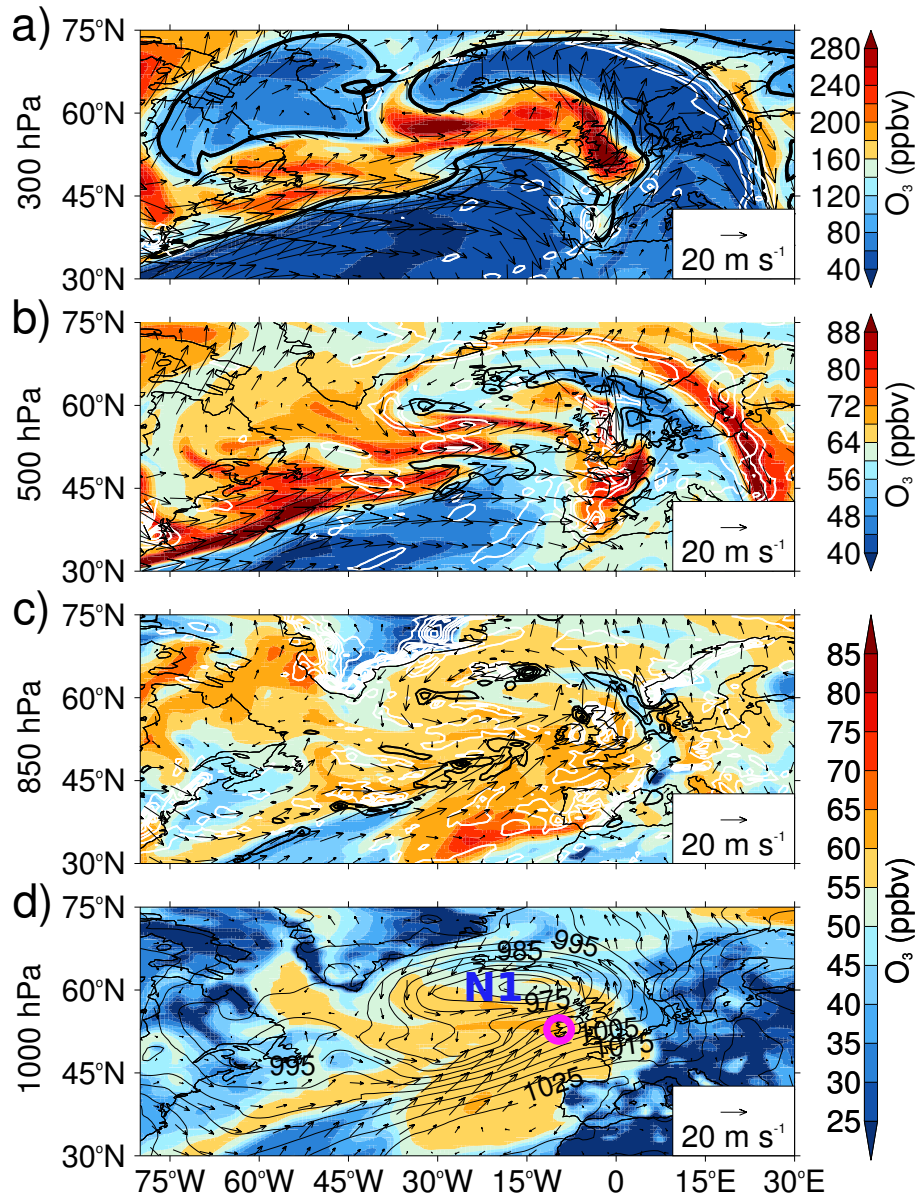 a)
75°N
60°N
45°N
30°N
300 hPa
20 m s⁻¹
280
240
200
160
120
80
40
O₃ (ppbv)
b)
75°N
60°N
45°N
30°N
500 hPa
20 m s⁻¹
88
80
72
64
56
48
40
O₃ (ppbv)
c)
75°N
60°N
45°N
30°N
850 hPa
20 m s⁻¹
d)
75°N
60°N
45°N
30°N
1000 hPa
985
995
N1
975
1005
1015
995
1025
20 m s⁻¹
75°W
60°W
45°W
30°W
15°W
0
15°E
30°E
85
80
75
70
65
60
55
50
45
40
35
30
25
O₃ (ppbv)